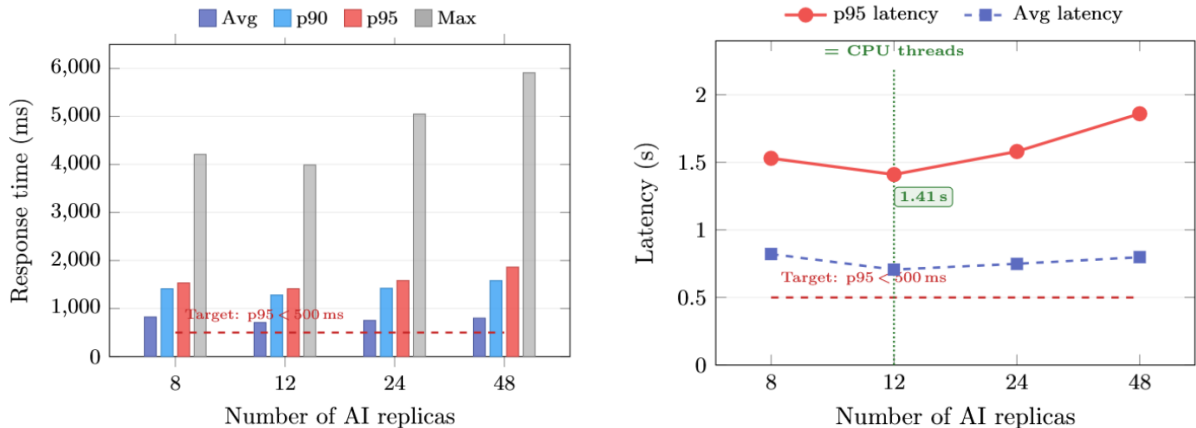 Avg p90 p95 Max
Response time (ms)
6,000
5,000
4,000
3,000
2,000
1,000
0
Target: p95 < 500 ms
8 12 24 48
Number of AI replicas
p95 latency Avg latency
= CPU threads
Latency (s)
2
1.5
1
0.5
0
1.41 s
Target: p95 < 500 ms
8 12 24 48
Number of AI replicas